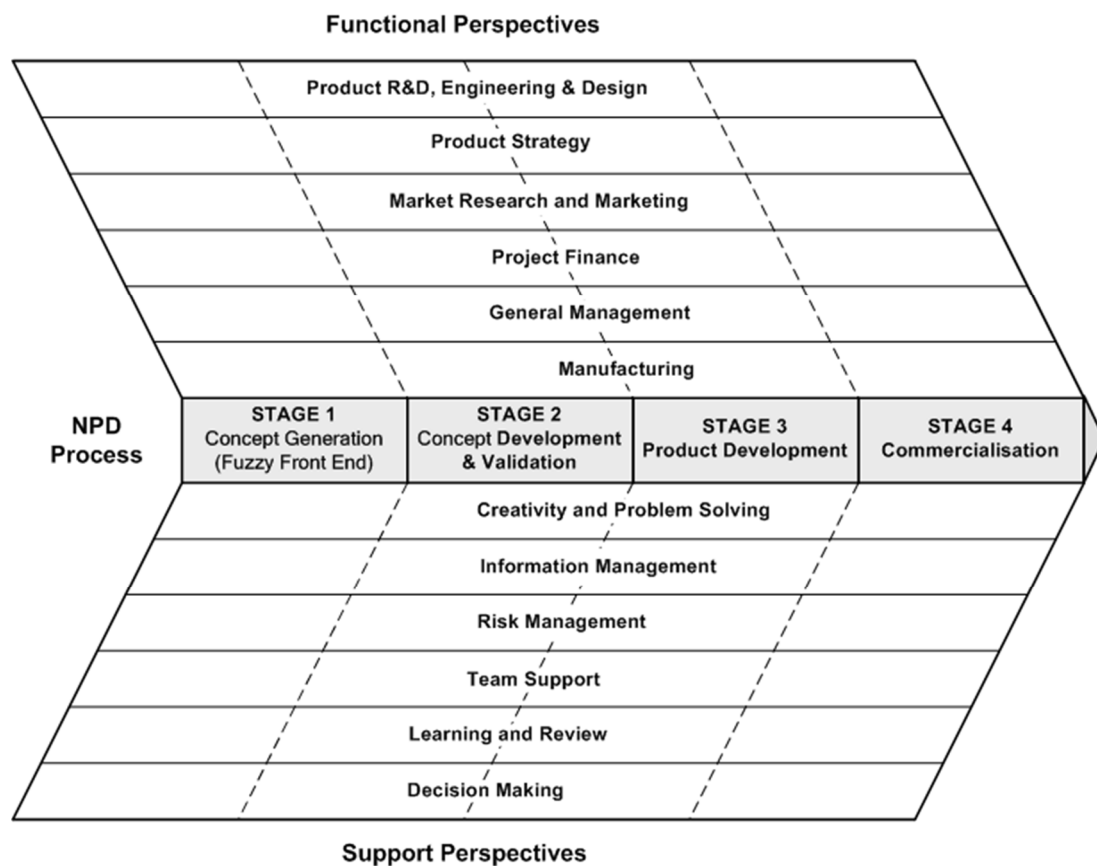 Functional Perspectives
Product R&D, Engineering & Design
Product Strategy
Market Research and Marketing
Project Finance
General Management
Manufacturing
NPD
Process
STAGE 1
Concept Generation
(Fuzzy Front End)
STAGE 2
Concept Development
& Validation
STAGE 3
Product Development
STAGE 4
Commercialisation
Creativity and Problem Solving
Information Management
Risk Management
Team Support
Learning and Review
Decision Making
Support Perspectives